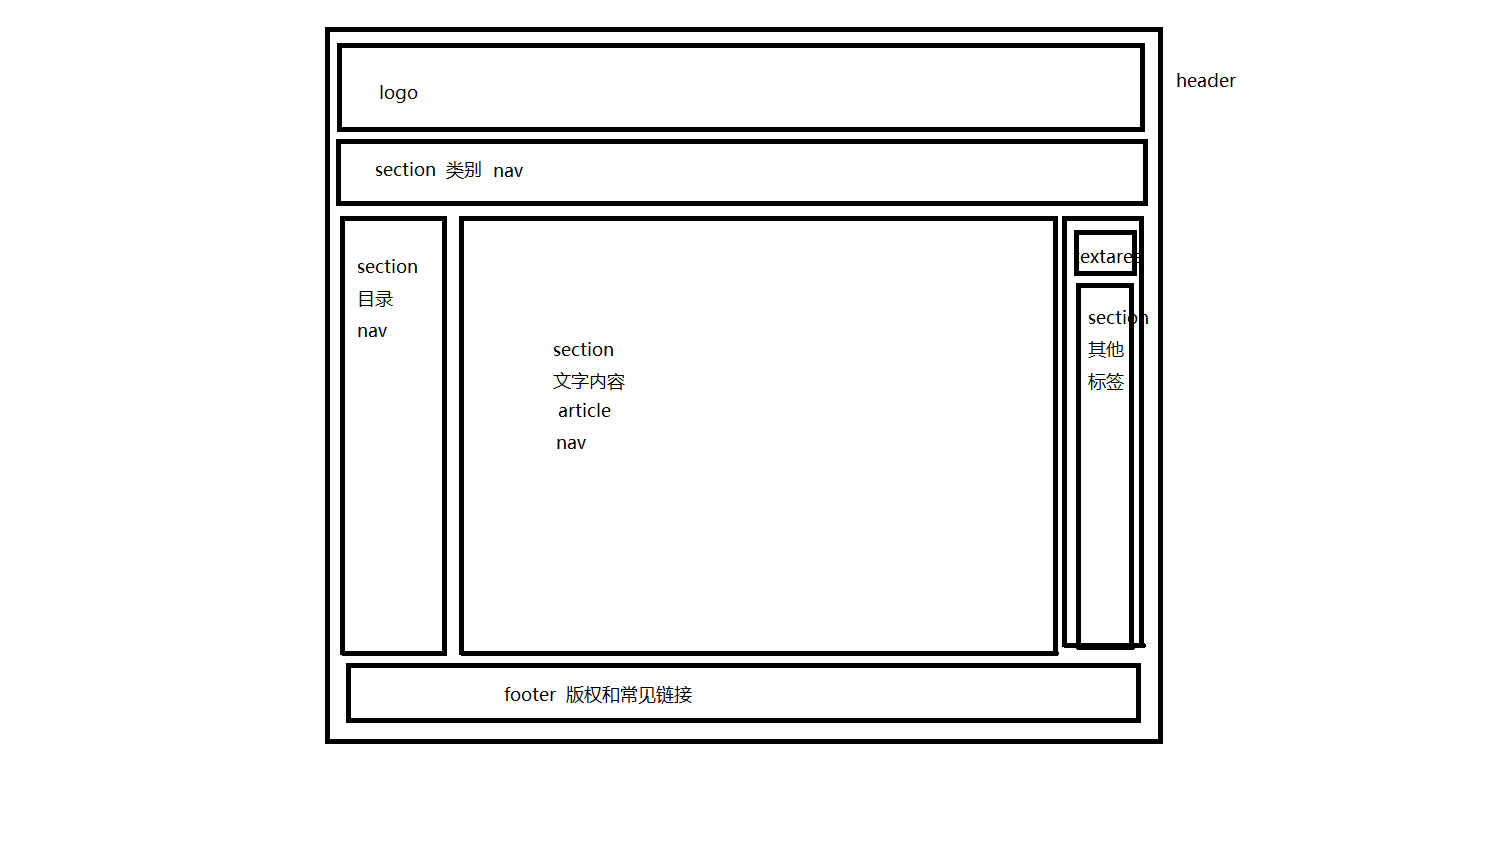 header
logo
section 类别 nav
section
目录
nav
section
文字内容
article
nav
textarea
section
其他
标签
footer 版权和常见链接